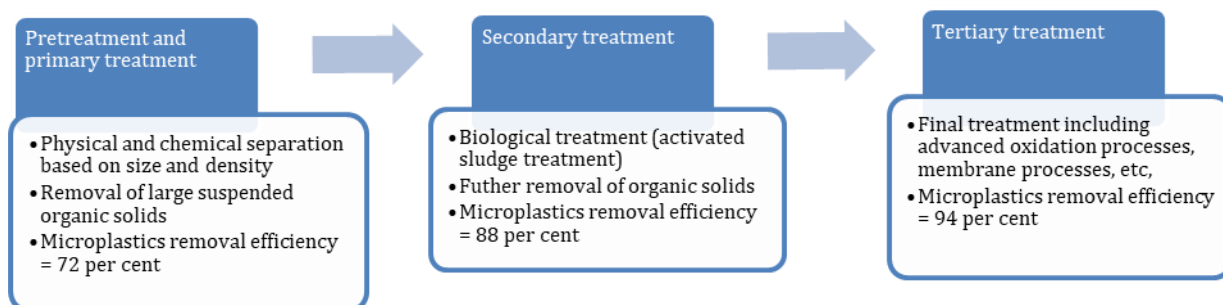 Pretreatment and
primary treatment
•Physical and chemical separation
based on size and density
•Removal of large suspended
organic solids
•Microplastics removal efficiency
= 72 per cent
Secondary treatment
•Biological treatment (activated
sludge treatment)
•Futher removal of organic solids
•Microplastics removal efficiency
= 88 per cent
Tertiary treatment
•Final treatment including
advanced oxidation processes,
membrane processes, etc,
•Microplastics removal efficiency
= 94 per cent